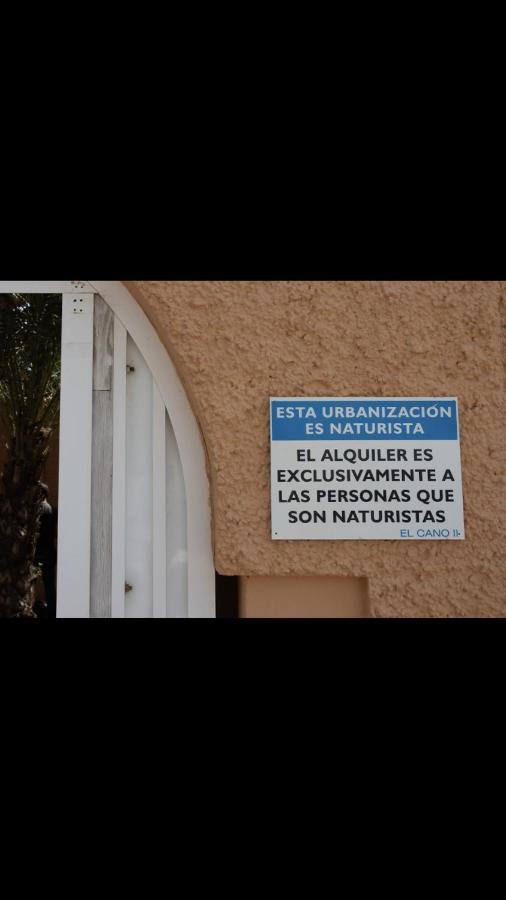 ESTA URBANIZACIÓN
ES NATURISTA
EL ALQUILER ES
EXCLUSIVAMENTE A
LAS PERSONAS QUE
SON NATURISTAS
EL CANO II